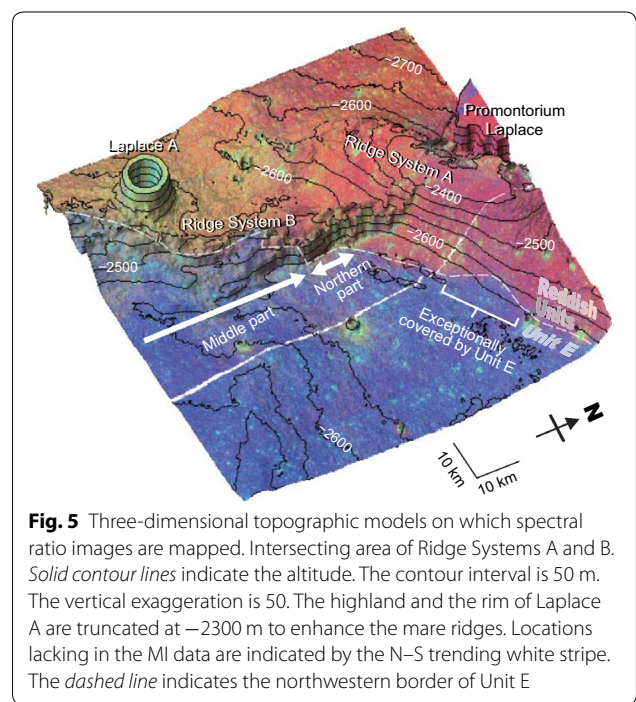 −2700
−2600
Promontorium
Laplace
Laplace A
Ridge System A
−2600
−2400
Ridge System B
−2600
−2500
−2500
Northern
part
Middle part
Reddish
Units
Unit E
Exceptionally
covered by Unit E
−2600
N
10 km
10 km
Fig. 5 Three-dimensional topographic models on which spectral
ratio images are mapped. Intersecting area of Ridge Systems A and B.
Solid contour lines indicate the altitude. The contour interval is 50 m.
The vertical exaggeration is 50. The highland and the rim of Laplace
A are truncated at −2300 m to enhance the mare ridges. Locations
lacking in the MI data are indicated by the N–S trending white stripe.
The dashed line indicates the northwestern border of Unit E